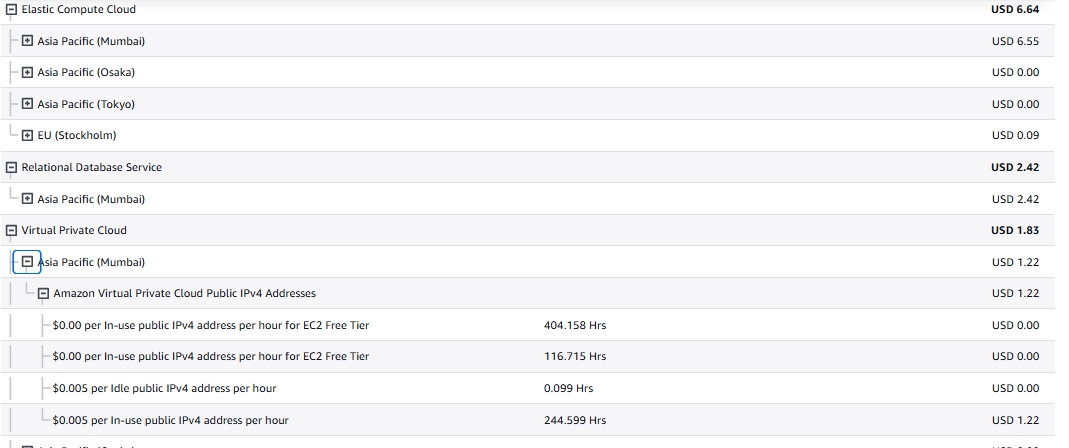 Elastic Compute Cloud USD 6.64
Asia Pacific (Mumbai) USD 6.55
Asia Pacific (Osaka) USD 0.00
Asia Pacific (Tokyo) USD 0.00
EU (Stockholm) USD 0.09
Relational Database Service USD 2.42
Asia Pacific (Mumbai) USD 2.42
Virtual Private Cloud USD 1.83
Asia Pacific (Mumbai) USD 1.22
Amazon Virtual Private Cloud Public IPv4 Addresses USD 1.22
$0.00 per In-use public IPv4 address per hour for EC2 Free Tier 404.158 Hrs USD 0.00
$0.00 per In-use public IPv4 address per hour for EC2 Free Tier 116.715 Hrs USD 0.00
$0.005 per Idle public IPv4 address per hour 0.099 Hrs USD 0.00
$0.005 per In-use public IPv4 address per hour 244.599 Hrs USD 1.22